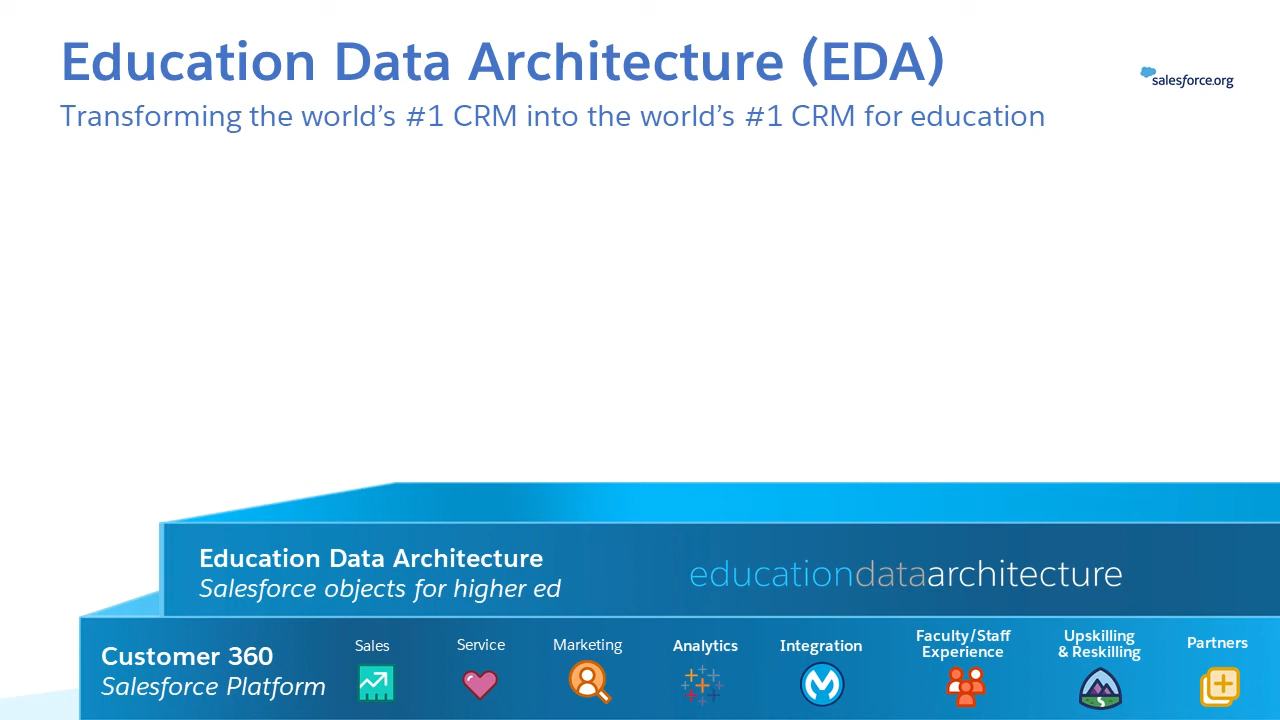 Education Data Architecture (EDA)
Transforming the world’s #1 CRM into the world’s #1 CRM for education
salesforce.org
Education Data Architecture
Salesforce objects for higher ed
educationdataarchitecture
Customer 360
Salesforce Platform
Sales
Service
Marketing
Analytics
Integration
Faculty/Staff
Experience
Upskilling
& Reskilling
Partners